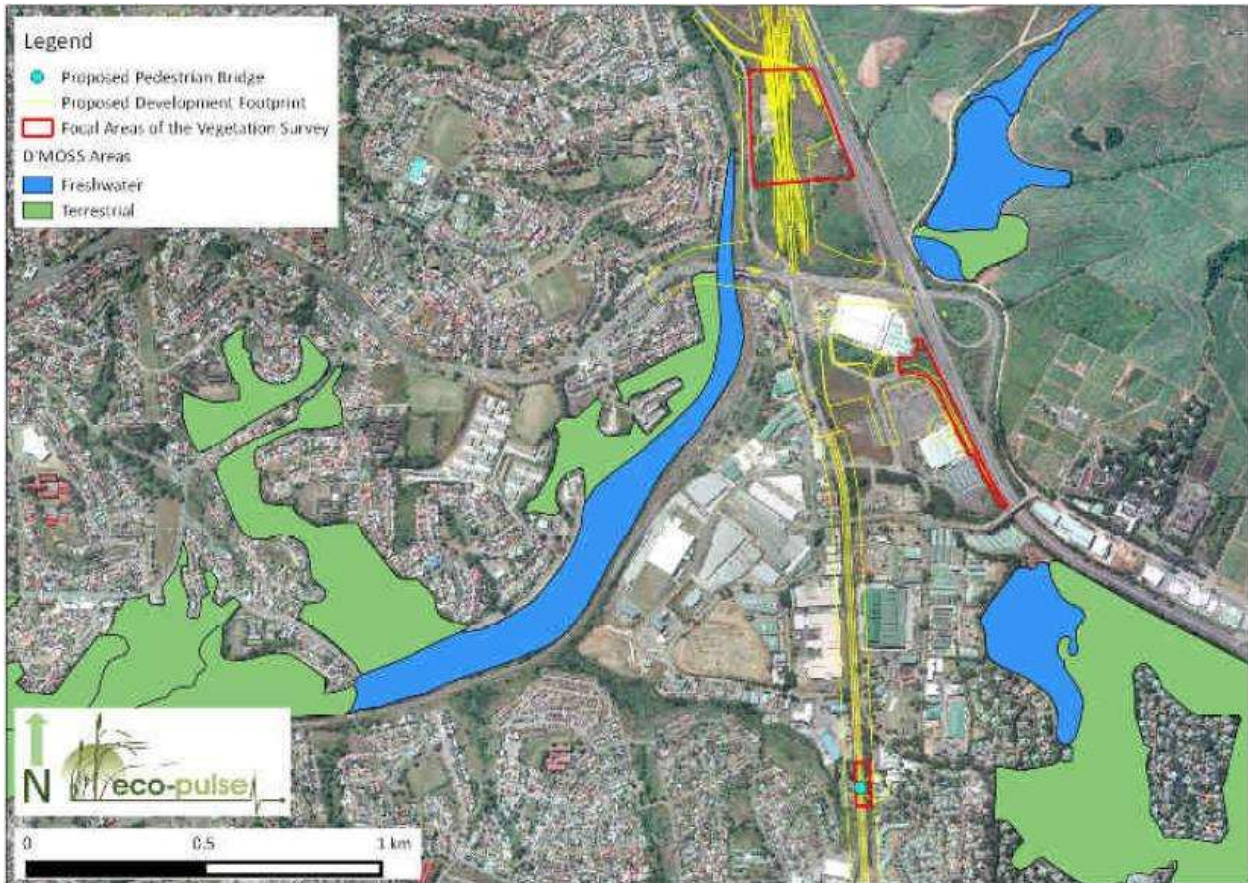 Legend
Proposed Pedestrian Bridge
Proposed Development Footprint
Focal Areas of the Vegetation Survey
D'MOSS Areas
Freshwater
Terrestrial
N
eco-pulse
0 0.5 1 km